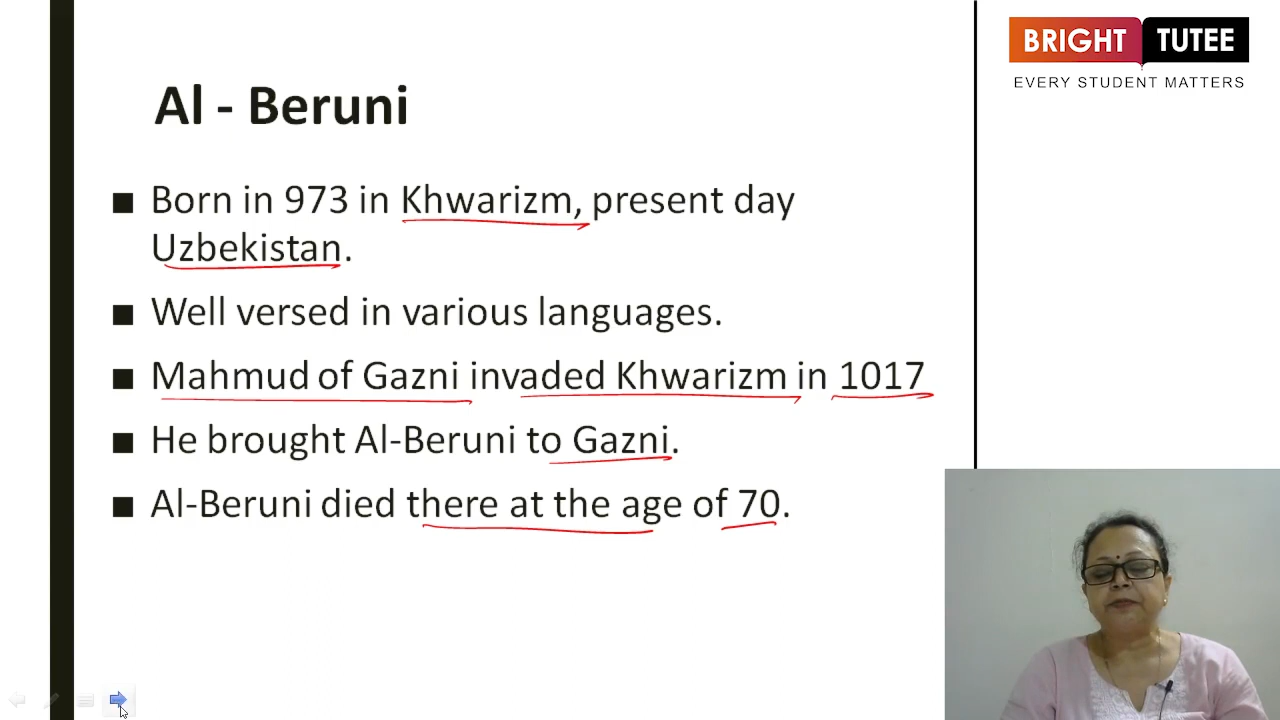 BRIGHT TUTEE
EVERY STUDENT MATTERS
Al - Beruni
■ Born in 973 in Khwarizm, present day
Uzbekistan.
■ Well versed in various languages.
■ Mahmud of Gazni invaded Khwarizm in 1017
■ He brought Al-Beruni to Gazni.
■ Al-Beruni died there at the age of 70.